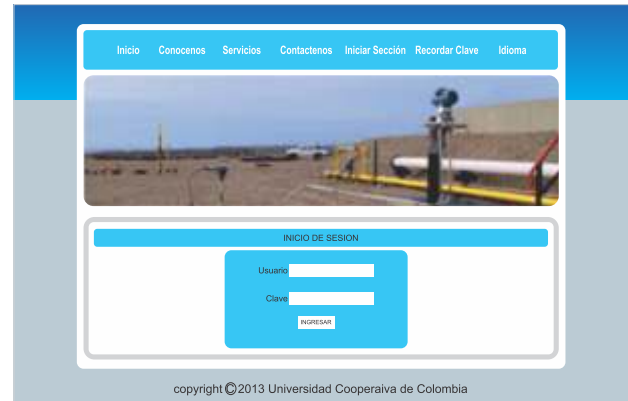 Inicio Conocenos Servicios Contactenos Iniciar Sección Recordar Clave Idioma
INICIO DE SESION
Usuario
Clave
INGRESAR
copyright ©2013 Universidad Cooperaiva de Colombia